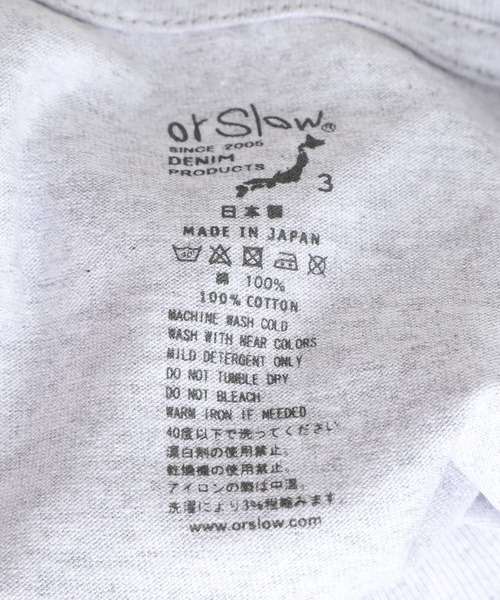 orSlow®
SINCE 2005
DENIM
PRODUCTS
3
日本製
MADE IN JAPAN
40
綿 100%
100% COTTON
MACHINE WASH COLD
WASH WITH NEAR COLORS
MILD DETERGENT ONLY
DO NOT TUMBLE DRY
DO NOT BLEACH
WARM IRON IF NEEDED
40度以下で洗ってください
漂白剤の使用禁止。
乾燥機の使用禁止。
アイロンの際は中温。
洗濯により3%程縮みます。
www.orslow.com